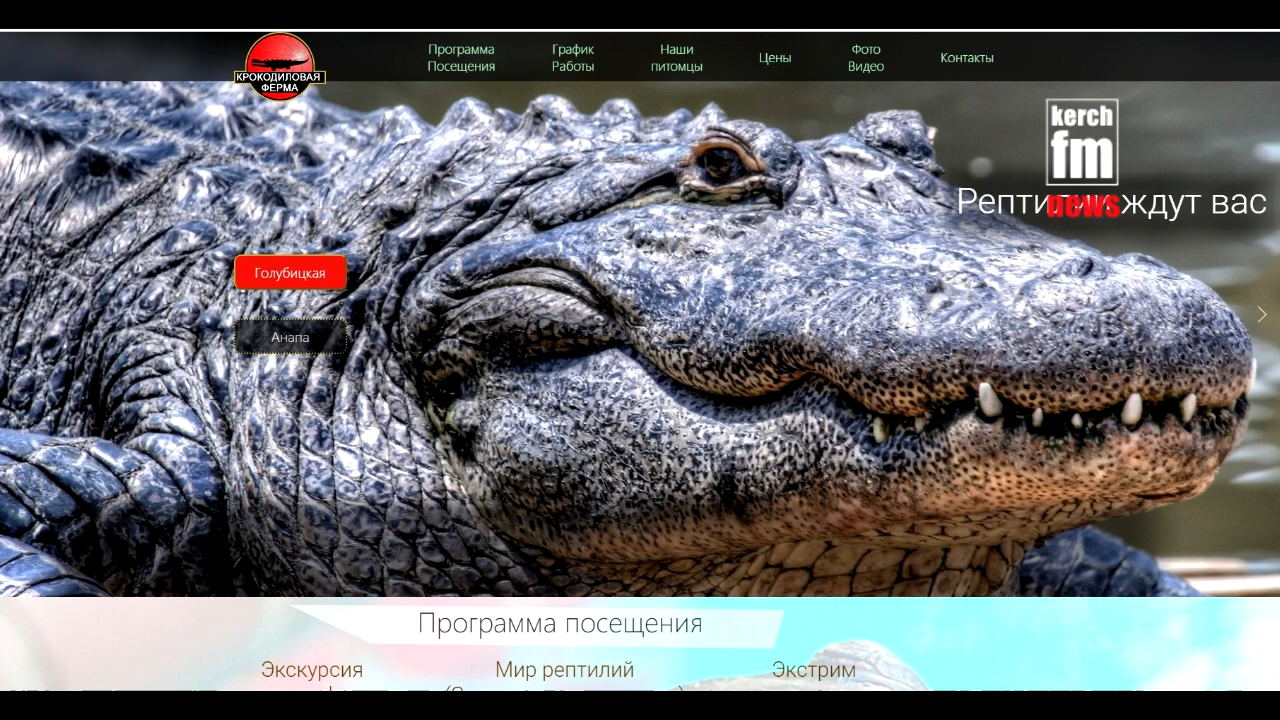 Программа
Посещения
График
Работы
Наши
питомцы
Цены
Фото
Видео
Контакты
КРОКОДИЛОВАЯ
ФЕРМА
kerch
fm
news
ждут вас
Голубицкая
Анапа
Программа посещения
Экскурсия
Мир рептилий
Экстрим